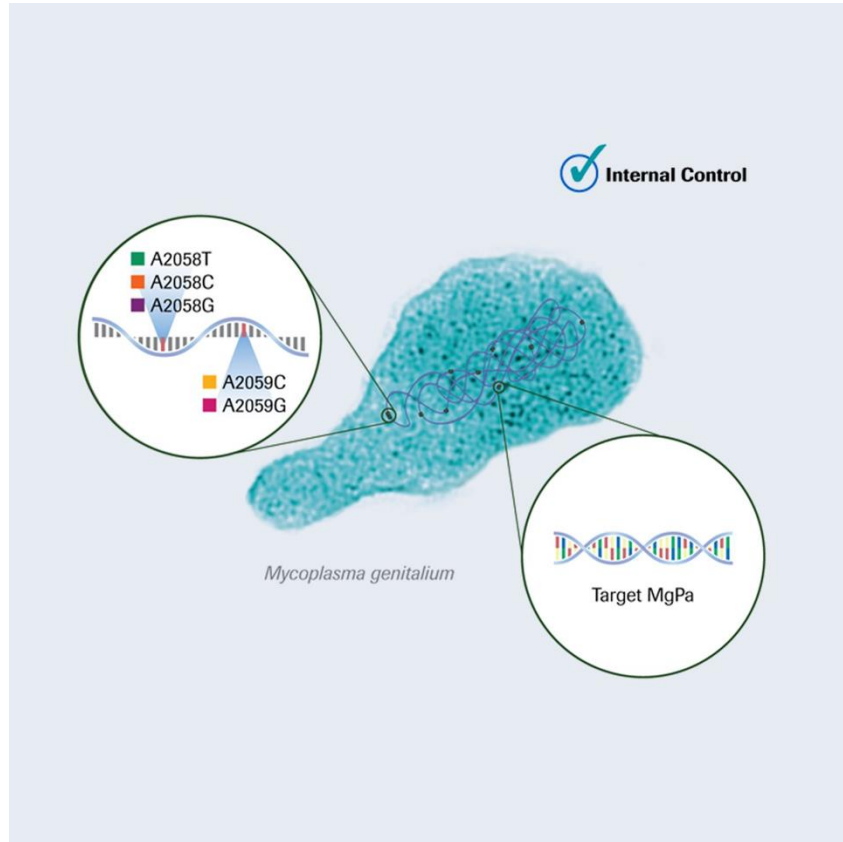 Internal Control
A2058T
A2058C
A2058G
A2059C
A2059G
Mycoplasma genitalium
Target MgPa